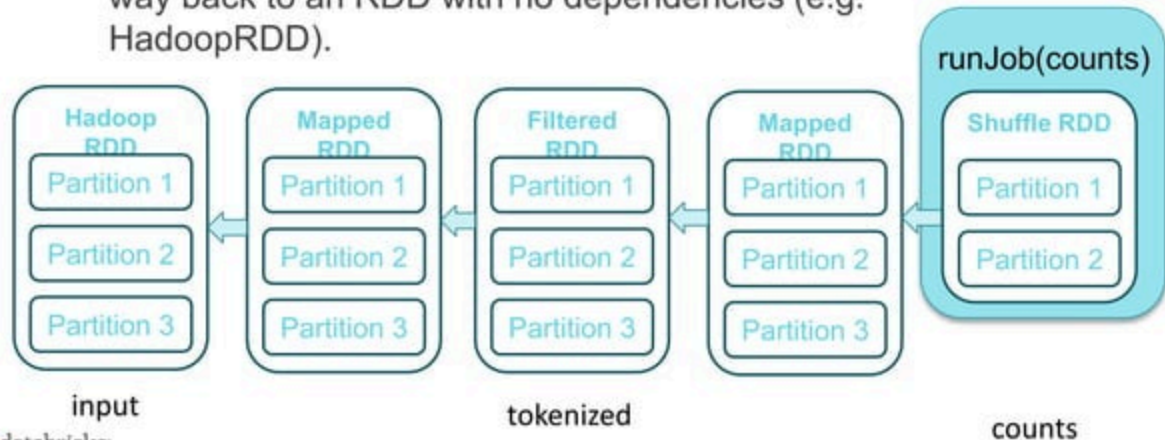 way back to an RDD with no dependencies (e.g.
HadoopRDD).
runJob(counts)
Hadoop
RDD
Partition 1
Partition 2
Partition 3
Mapped
RDD
Partition 1
Partition 2
Partition 3
Filtered
RDD
Partition 1
Partition 2
Partition 3
Mapped
RDD
Partition 1
Partition 2
Partition 3
Shuffle RDD
Partition 1
Partition 2
input
tokenized
counts
databricks